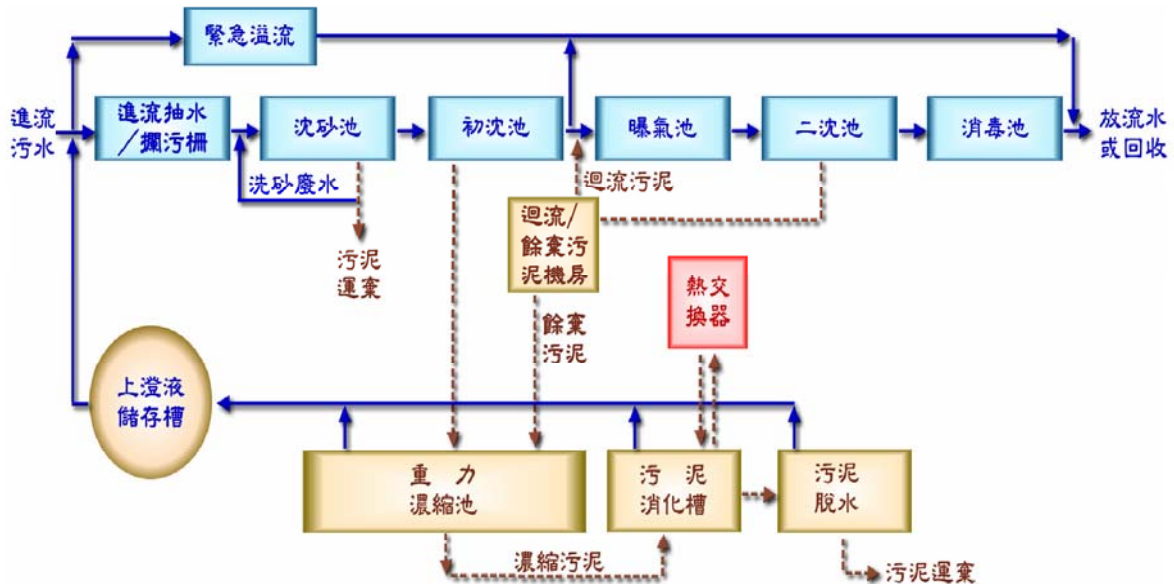 緊急溢流
進流
污水
進流抽水
/攔污柵
沈砂池
初沈池
曝氣池
二沈池
消毒池
放流水
或回收
洗砂廢水
迴流污泥
污泥
運棄
迴流/
餘棄污
泥機房
熱交
換器
餘棄
污泥
上澄液
儲存槽
重 力
濃縮池
污 泥
消化槽
污泥
脫水
濃縮污泥
污泥運棄